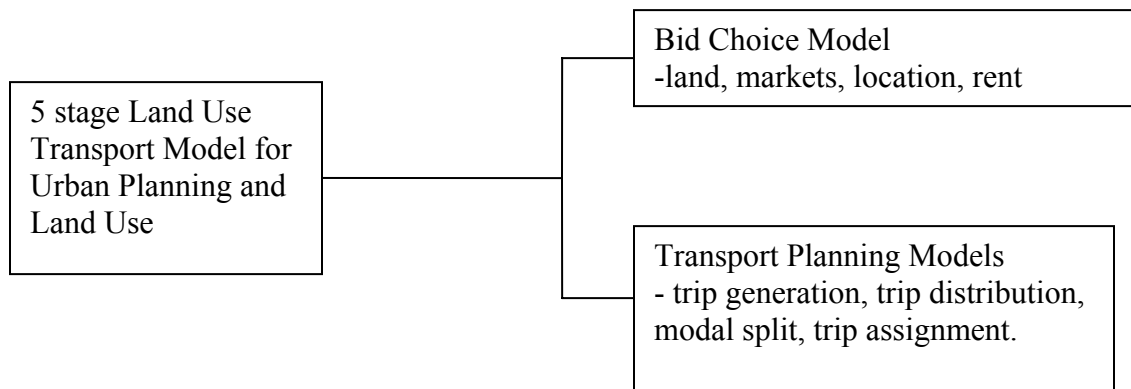 5 stage Land Use
Transport Model for
Urban Planning and
Land Use
Bid Choice Model
-land, markets, location, rent
Transport Planning Models
- trip generation, trip distribution,
modal split, trip assignment.